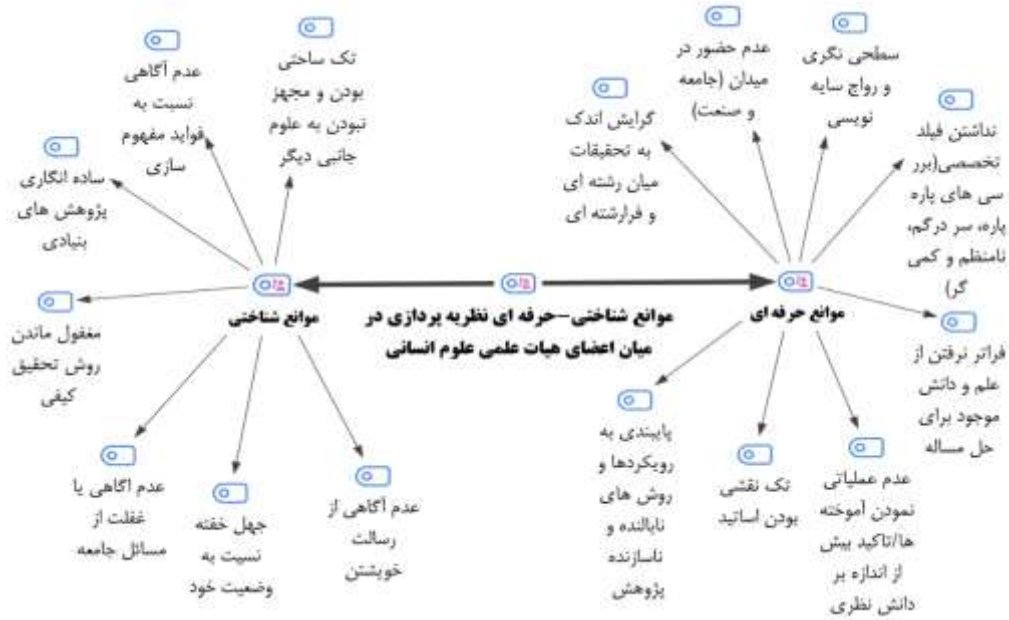 سطحی نگری
و رواج سایه
نویسی
عدم حضور در
میدان (جامعه
و صنعت)
گرایش اندک
به تحقیقات
میان رشته ای
و فرارشته ای
نداشتن فیلد
تخصصی(برر
سی های پاره
پاره، سر درگم،
نامنظم و کمی
گر)
تک ساحتی
بودن و مجهز
نبودن به علوم
جانبی دیگر
عدم آگاهی
نسبت به
فواید مفهوم
سازی
ساده انگاری
پژوهش های
بنیادی
موانع حرفه ای
موانع شناختی-حرفه ای نظریه پردازی در
میان اعضای هیات علمی علوم انسانی
موانع شناختی
مغفول ماندن
روش تحقیق
کیفی
فراتر نرفتن از
علم و دانش
موجود برای
حل مساله
عدم عملیاتی
نمودن آموخته
ها/تاکید بیش
از اندازه بر
دانش نظری
تک نقشی
بودن اساتید
پایبندی به
رویکردها و
روش های
نابالنده و
ناسازنده
پژوهش
عدم آگاهی از
رسالت
خویشتن
جهل خفته
نسبت به
وضعیت خود
عدم اگاهی یا
غفلت از
مسائل جامعه